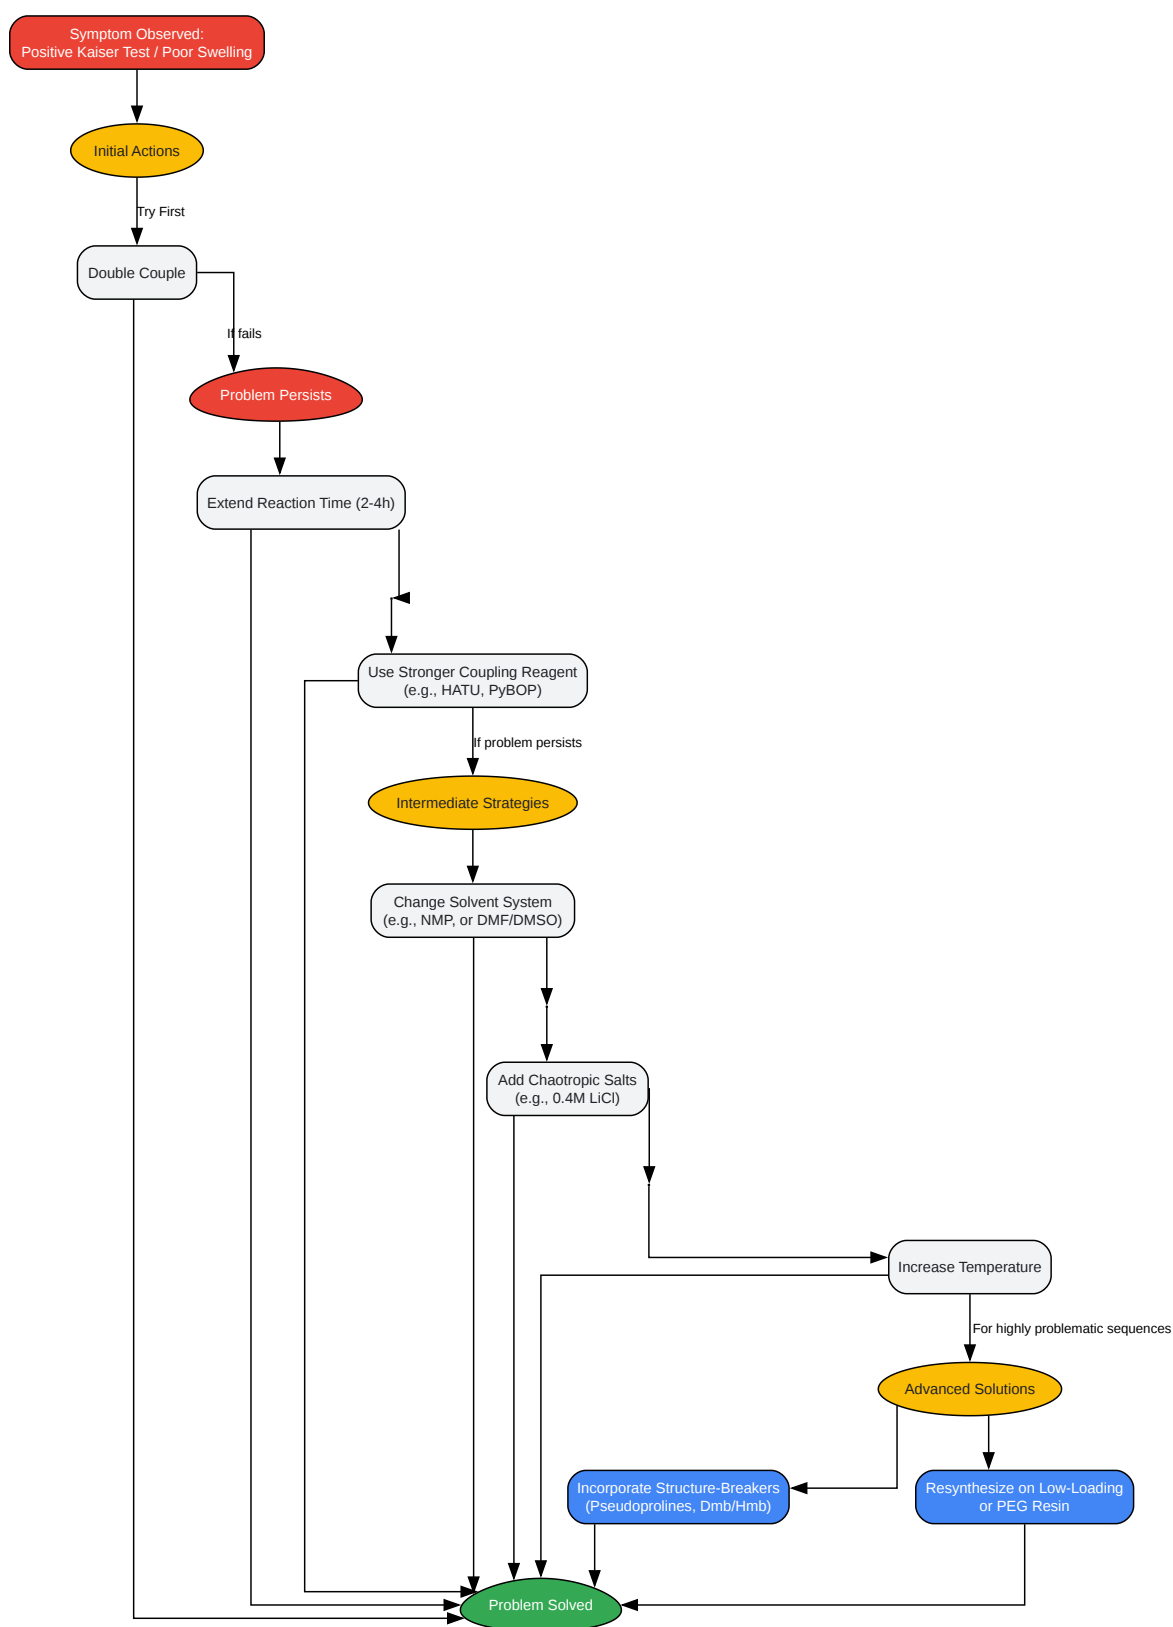 Symptom Observed:
Positive Kaiser Test / Poor Swelling
Initial Actions
Try First
Double Couple
If fails
Problem Persists
Extend Reaction Time (2-4h)
Use Stronger Coupling Reagent
(e.g., HATU, PyBOP)
If problem persists
Intermediate Strategies
Change Solvent System
(e.g., NMP, or DMF/DMSO)
Add Chaotropic Salts
(e.g., 0.4M LiCl)
Increase Temperature
For highly problematic sequences
Advanced Solutions
Incorporate Structure-Breakers
(Pseudoprolines, Dmb/Hmb)
Resynthesize on Low-Loading
or PEG Resin
Problem Solved